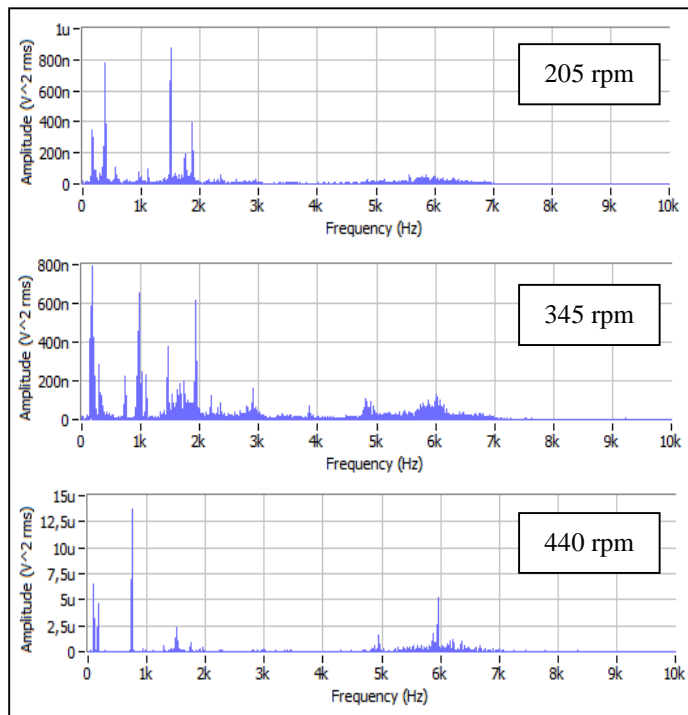 Amplitude (V^2 rms)
1u
800n
600n
400n
200n
0
0 1k 2k 3k 4k 5k 6k 7k 8k 9k 10k
Frequency (Hz)
205 rpm
Amplitude (V^2 rms)
800n
600n
400n
200n
0
0 1k 2k 3k 4k 5k 6k 7k 8k 9k 10k
Frequency (Hz)
345 rpm
Amplitude (V^2 rms)
15u
12,5u
10u
7,5u
5u
2,5u
0
0 1k 2k 3k 4k 5k 6k 7k 8k 9k 10k
Frequency (Hz)
440 rpm